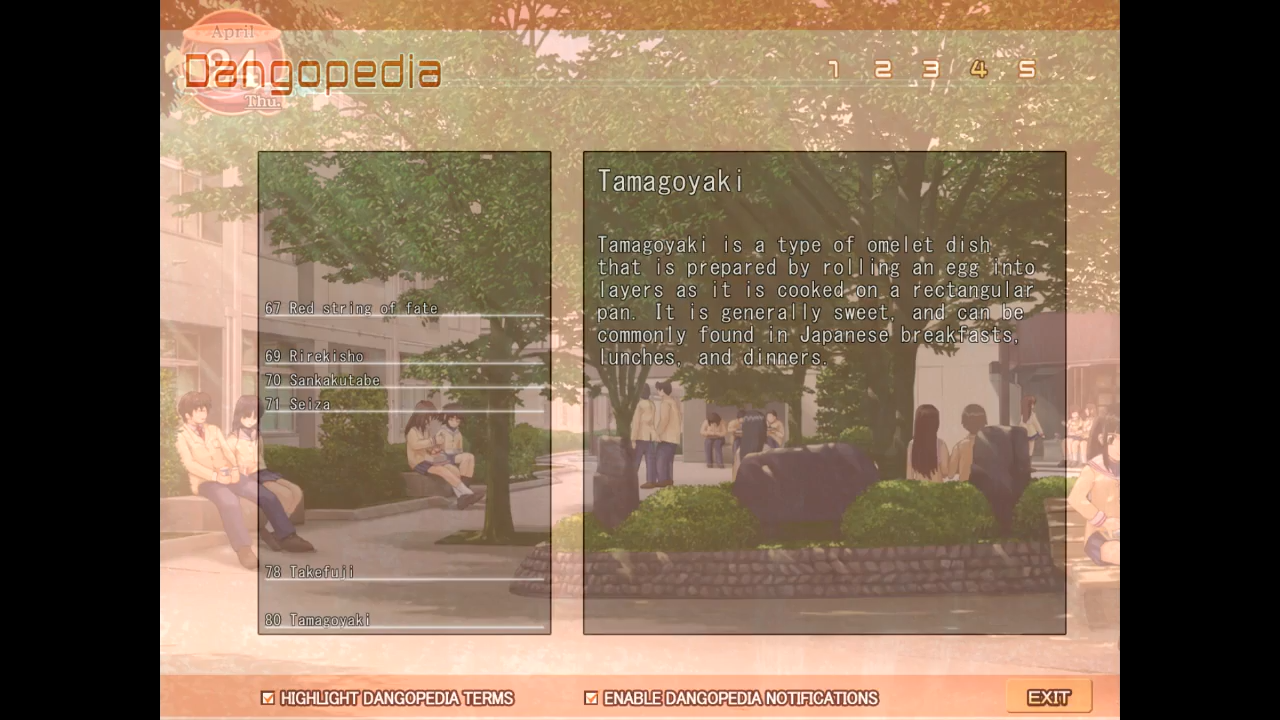 April
24
Thu.
Dangopedia
1 2 3 4 5
67 Red string of fate
69 Rirekisho
70 Sankakutabe
71 Seiza
78 Takefuji
80 Tamagoyaki
Tamagoyaki
Tamagoyaki is a type of omelet dish
that is prepared by rolling an egg into
layers as it is cooked on a rectangular
pan. It is generally sweet, and can be
commonly found in Japanese breakfasts,
lunches, and dinners.
HIGHLIGHT DANGOPEDIA TERMS
ENABLE DANGOPEDIA NOTIFICATIONS
EXIT